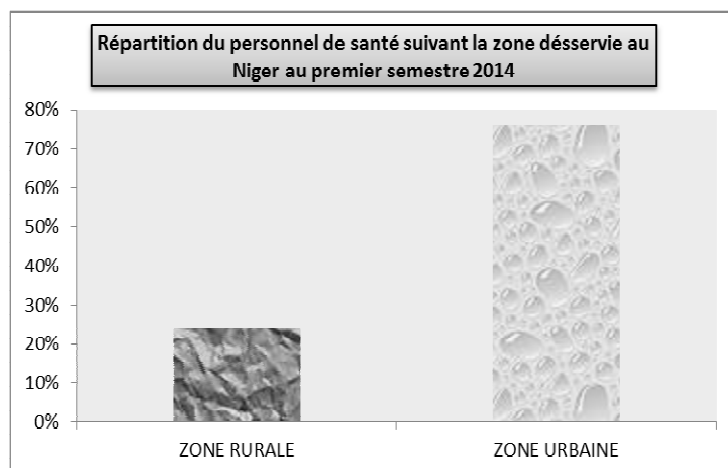 Répartition du personnel de santé suivant la zone désservie au
Niger au premier semestre 2014
80%
70%
60%
50%
40%
30%
20%
10%
0%
ZONE RURALE
ZONE URBAINE